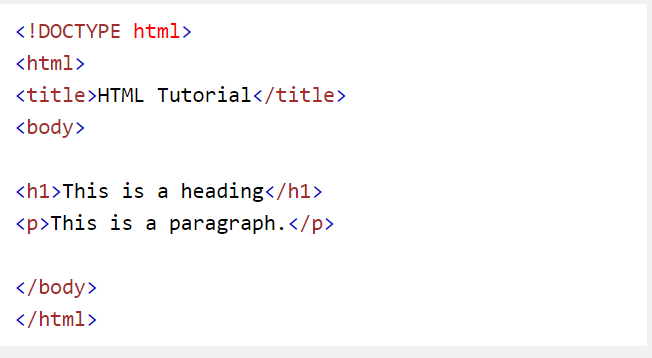 <!DOCTYPE html>
<html>
<title>HTML Tutorial</title>
<body>
<h1>This is a heading</h1>
<p>This is a paragraph.</p>
</body>
</html>